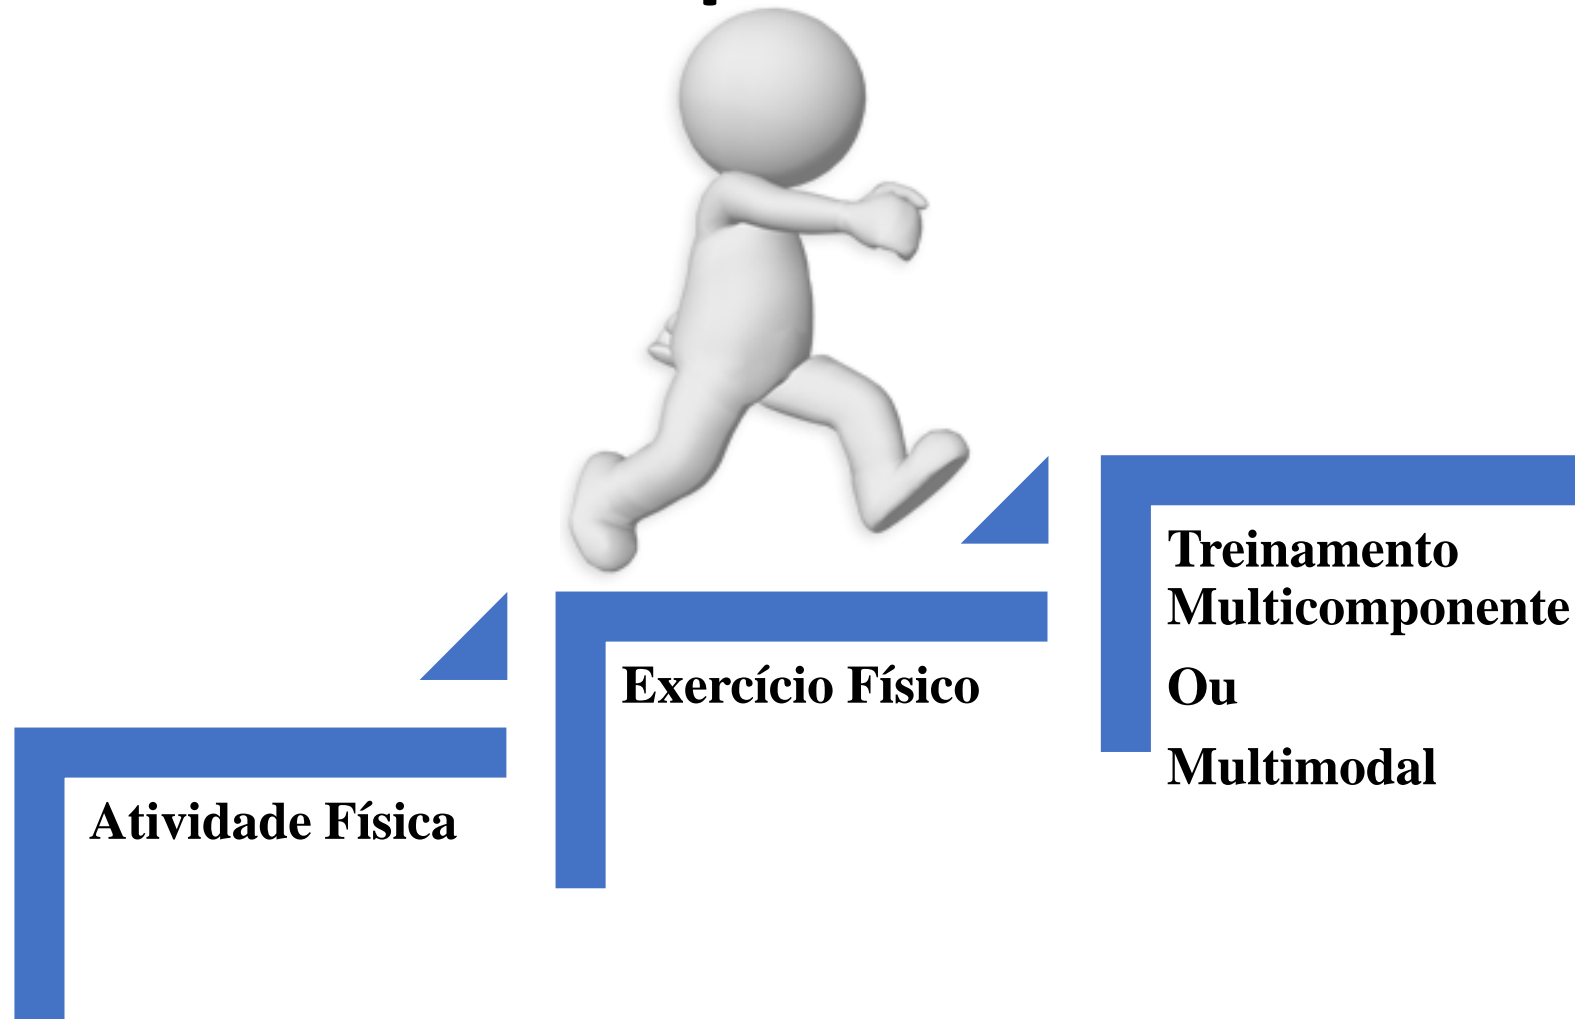 Atividade Física
Exercício Físico
Treinamento
Multicomponente
Ou
Multimodal